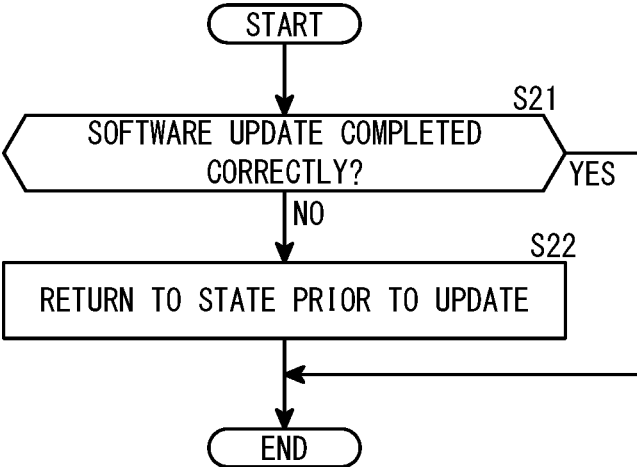 START
S21
SOFTWARE UPDATE COMPLETED
CORRECTLY?
YES
NO
S22
RETURN TO STATE PRIOR TO UPDATE
END